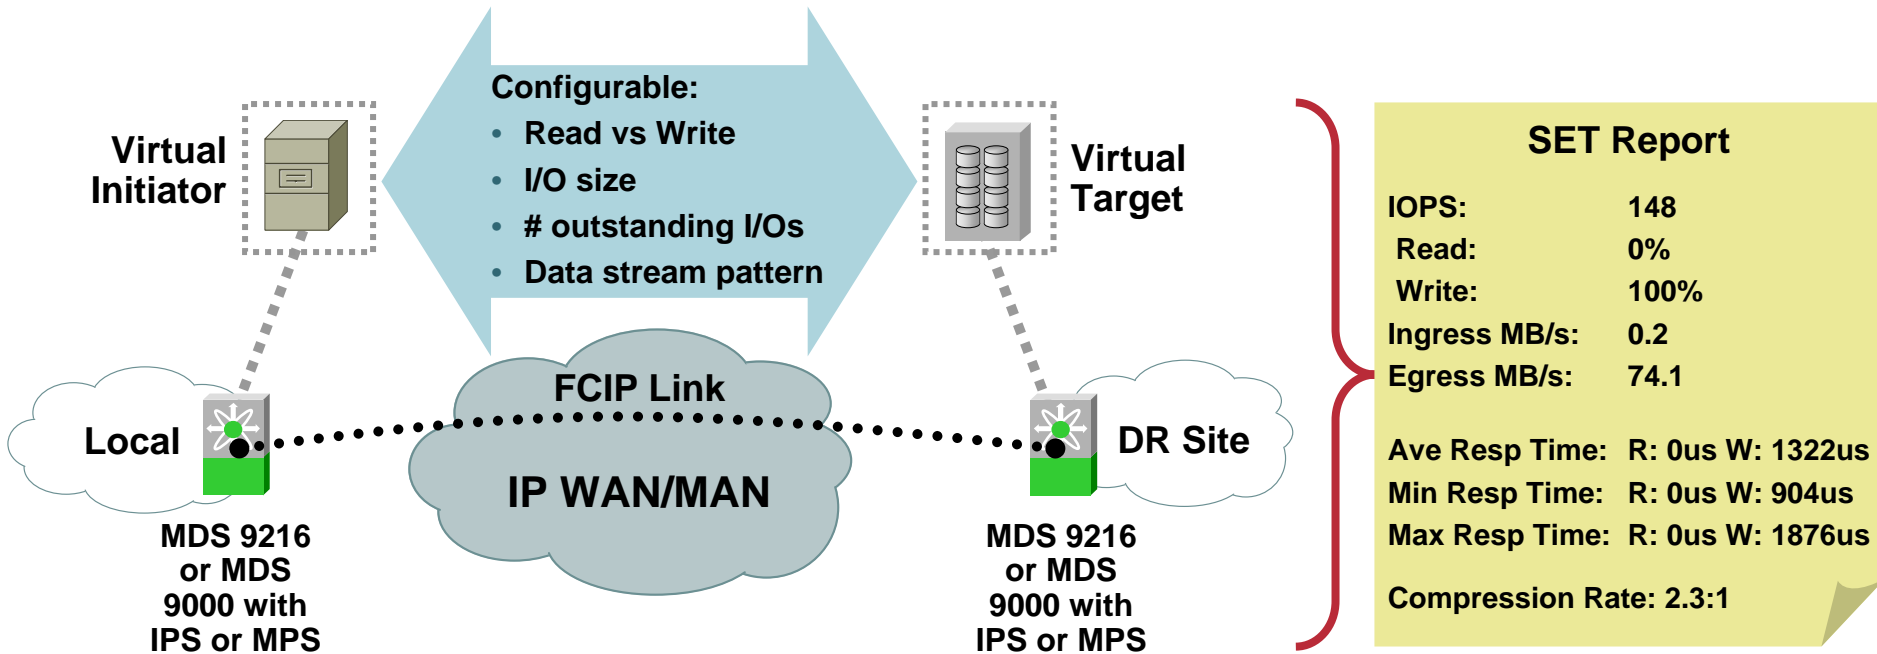 Configurable:
• Read vs Write
• I/O size
• # outstanding I/Os
• Data stream pattern
Virtual
Initiator
Virtual
Target
FCIP Link
IP WAN/MAN
Local
DR Site
MDS 9216
or MDS
9000 with
IPS or MPS
MDS 9216
or MDS
9000 with
IPS or MPS
SET Report
IOPS: 148
Read: 0%
Write: 100%
Ingress MB/s: 0.2
Egress MB/s: 74.1
Ave Resp Time: R: 0us W: 1322us
Min Resp Time: R: 0us W: 904us
Max Resp Time: R: 0us W: 1876us
Compression Rate: 2.3:1